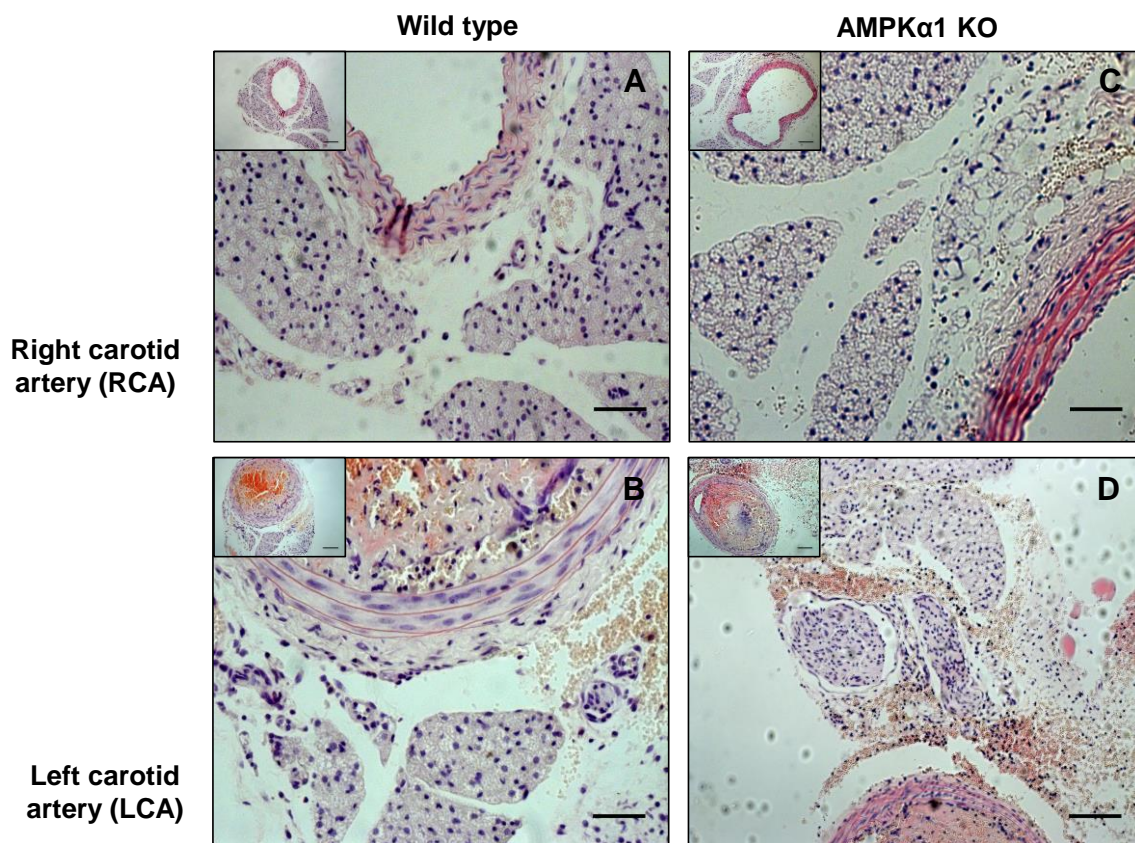 Wild type
AMPKα1 KO
A
C
Right carotid
artery (RCA)
B
D
Left carotid
artery (LCA)